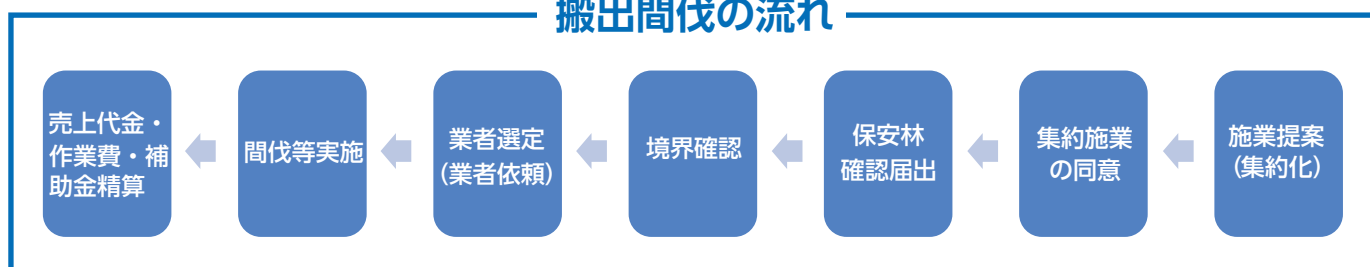 搬出間伐の流れ
施業提案
(集約化)
集約施業
の同意
保安林
確認届出
境界確認
業者選定
(業者依頼)
間伐等実施
売上代金・
作業費・補
助金精算